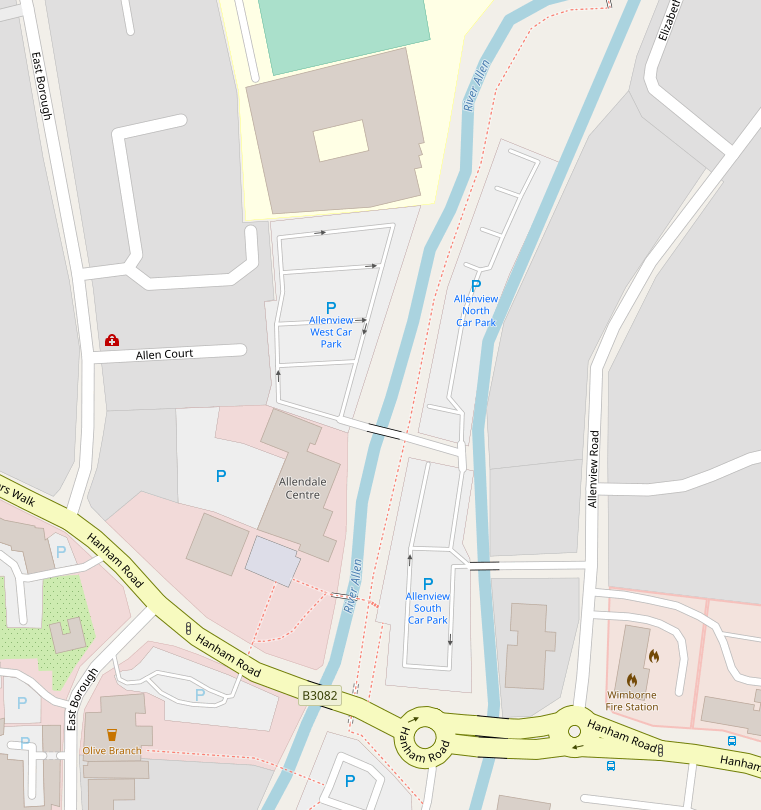 Elizabeth
East Borough
River Allen
P
Allenview
North
Car Park
P
Allenview
West Car
Park
Allen Court
Allenview Road
P
Allendale
Centre
rs Walk
P
Hanham Road
River Allen
P
Allenview
South
Car Park
Hanham Road
East Borough
P
B3082
P
Wimborne
Fire Station
Hanham Road
Hanham Road
Hanham
P
Olive Branch
P